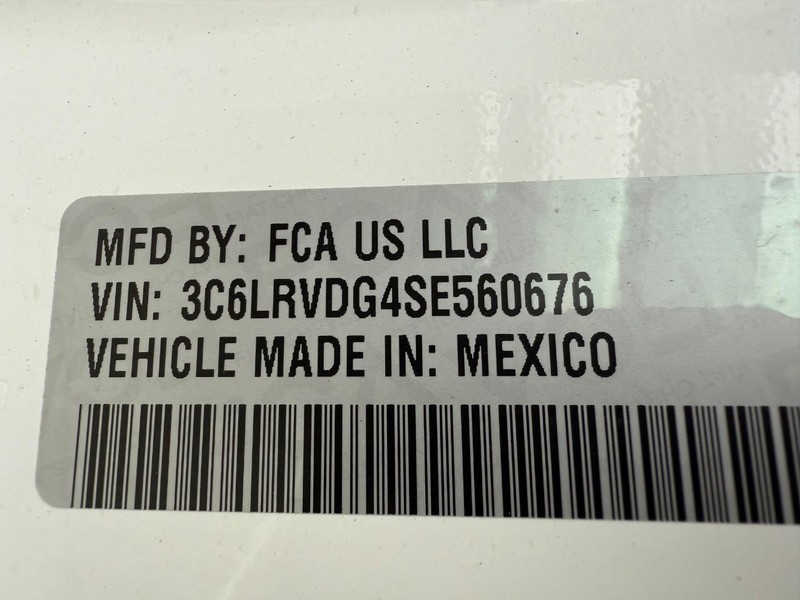 MFD BY: FCA US LLC
VIN: 3C6LRVDG4SE560676
VEHICLE MADE IN: MEXICO